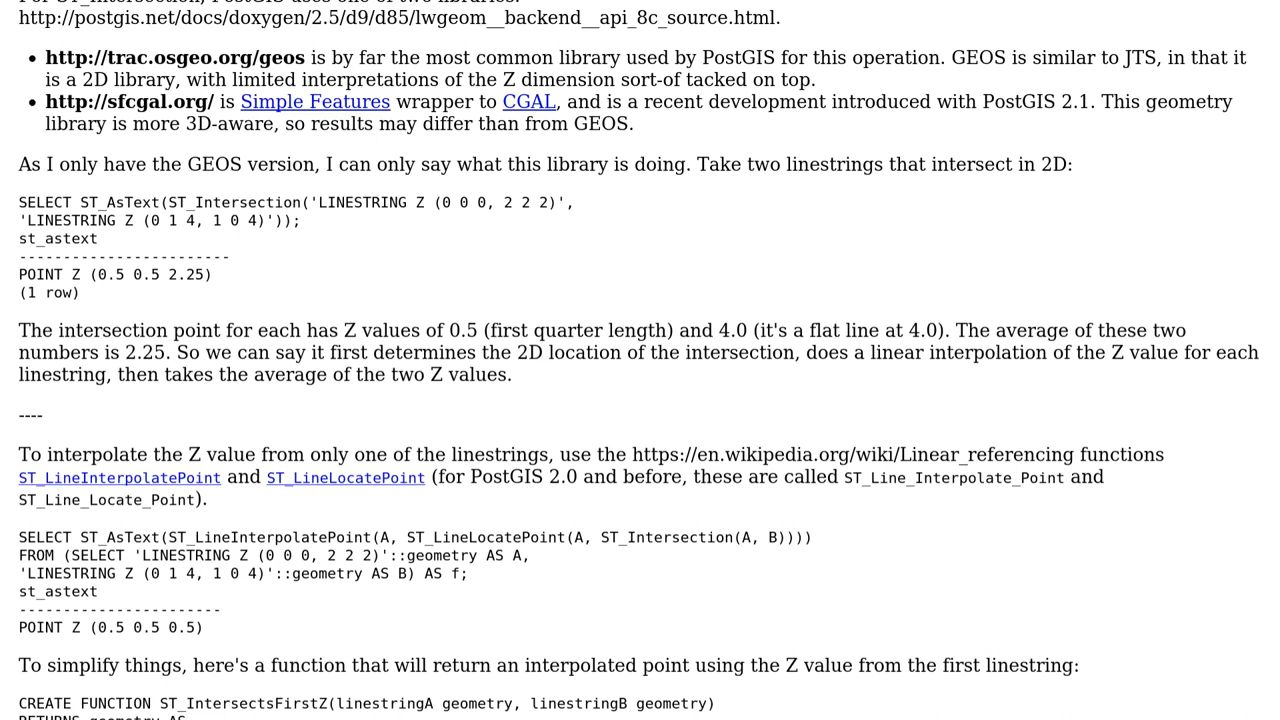 http://postgis.net/docs/doxygen/2.5/d9/d85/lwgeom__backend__api_8c_source.html.
• http://trac.osgeo.org/geos is by far the most common library used by PostGIS for this operation. GEOS is similar to JTS, in that it
is a 2D library, with limited interpretations of the Z dimension sort-of tacked on top.
• http://sfcgal.org/ is Simple Features wrapper to CGAL, and is a recent development introduced with PostGIS 2.1. This geometry
library is more 3D-aware, so results may differ than from GEOS.
As I only have the GEOS version, I can only say what this library is doing. Take two linestrings that intersect in 2D:
SELECT ST_AsText(ST_Intersection('LINESTRING Z (0 0 0, 2 2 2)',
'LINESTRING Z (0 1 4, 1 0 4)'));
st_astext
------------------------
POINT Z (0.5 0.5 2.25)
(1 row)
The intersection point for each has Z values of 0.5 (first quarter length) and 4.0 (it's a flat line at 4.0). The average of these two
numbers is 2.25. So we can say it first determines the 2D location of the intersection, does a linear interpolation of the Z value for each
linestring, then takes the average of the two Z values.
----
To interpolate the Z value from only one of the linestrings, use the https://en.wikipedia.org/wiki/Linear_referencing functions
ST_LineInterpolatePoint and ST_LineLocatePoint (for PostGIS 2.0 and before, these are called ST_Line_Interpolate_Point and
ST_Line_Locate_Point).
SELECT ST_AsText(ST_LineInterpolatePoint(A, ST_LineLocatePoint(A, ST_Intersection(A, B))))
FROM (SELECT 'LINESTRING Z (0 0 0, 2 2 2)'::geometry AS A,
'LINESTRING Z (0 1 4, 1 0 4)'::geometry AS B) AS f;
st_astext
-----------------------
POINT Z (0.5 0.5 0.5)
To simplify things, here's a function that will return an interpolated point using the Z value from the first linestring:
CREATE FUNCTION ST_IntersectsFirstZ(linestringA geometry, linestringB geometry)
RETURNS geometry AS